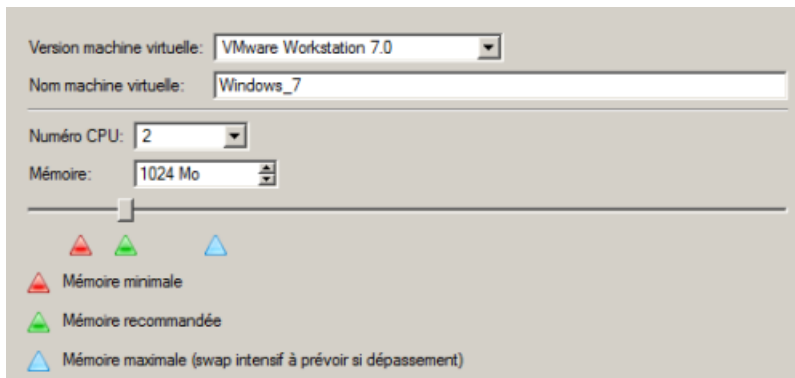 Version machine virtuelle: VMware Workstation 7.0
Nom machine virtuelle: Windows_7
Numéro CPU: 2
Mémoire: 1024 Mo
Mémoire minimale
Mémoire recommandée
Mémoire maximale (swap intensif à prévoir si dépassement)